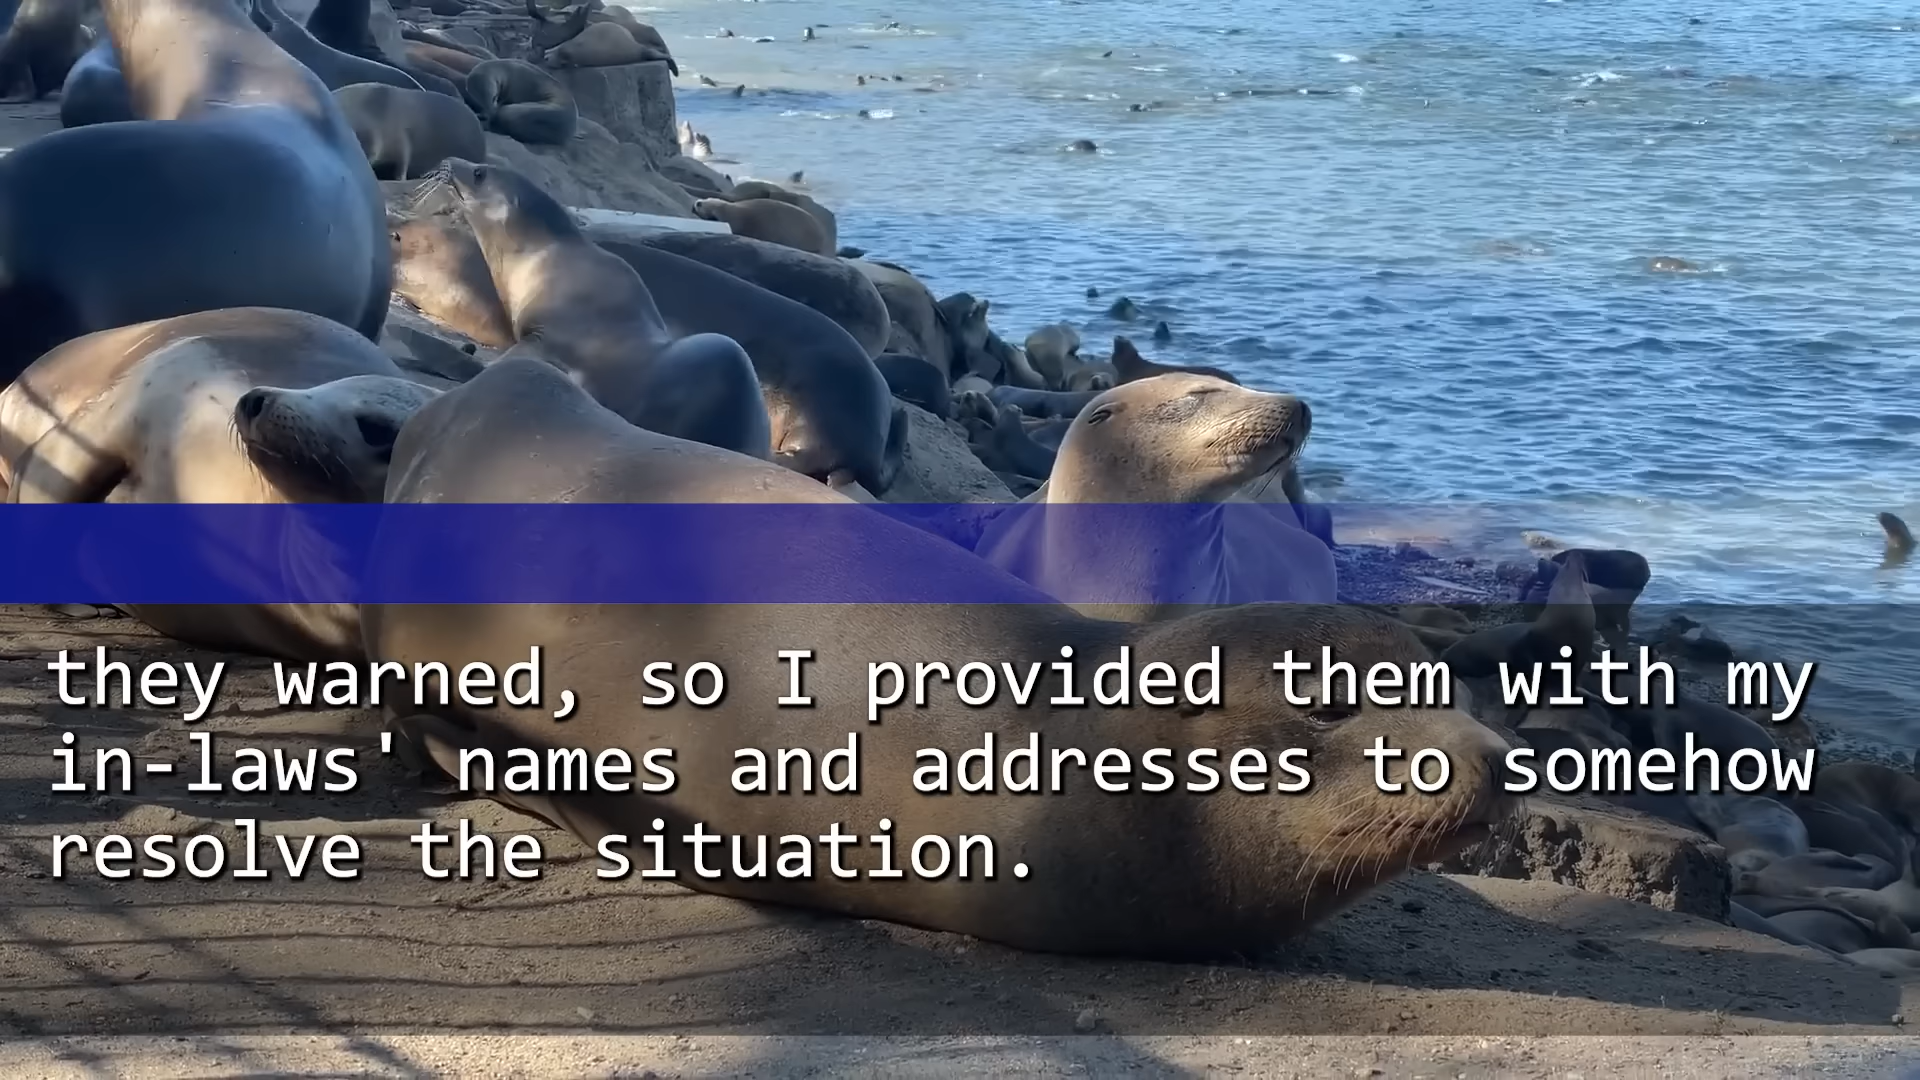 they warned, so I provided them with my
in-laws' names and addresses to somehow
resolve the situation.